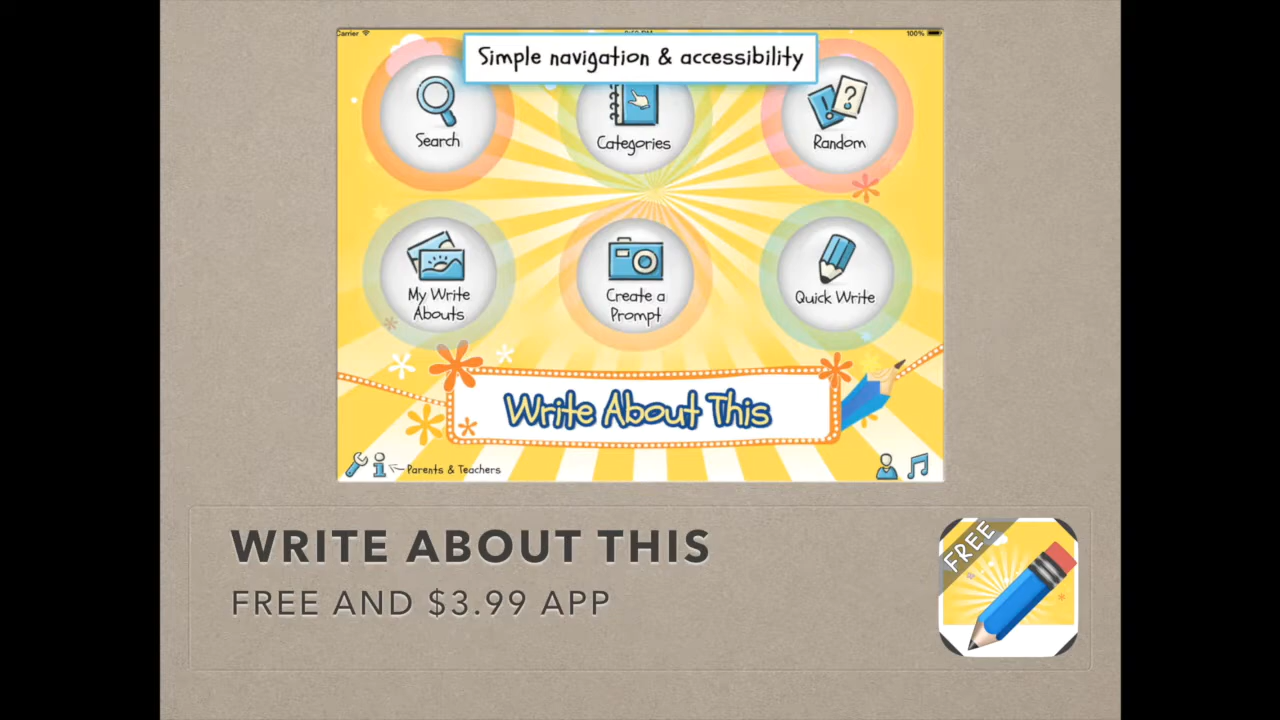 Carrier
100%
Simple navigation & accessibility
Search
Categories
Random
My Write
Abouts
Create a
Prompt
Quick Write
Write About This
Parents & Teachers
WRITE ABOUT THIS
FREE AND $3.99 APP
FREE